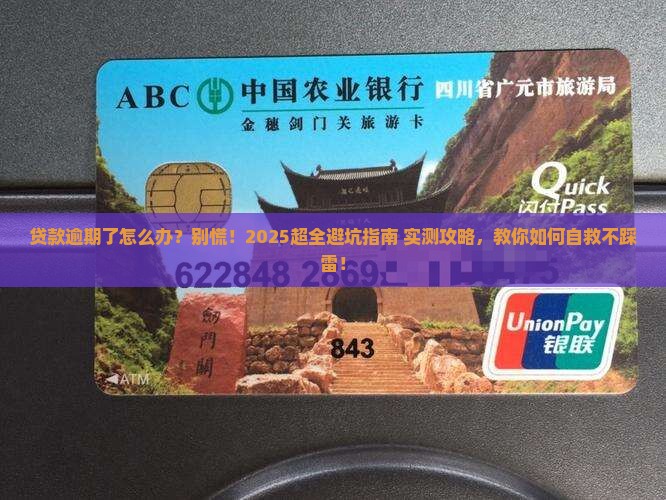 ABC 中国农业银行 四川省广元市旅游局
金穗剑门关旅游卡
Quick
闪付Pass
贷款逾期了怎么办？别慌！2025超全避坑指南 实测攻略，教你如何自救不踩
雷！
622848 2869
75
劍門關
843
UnionPay
银联
◀ATM